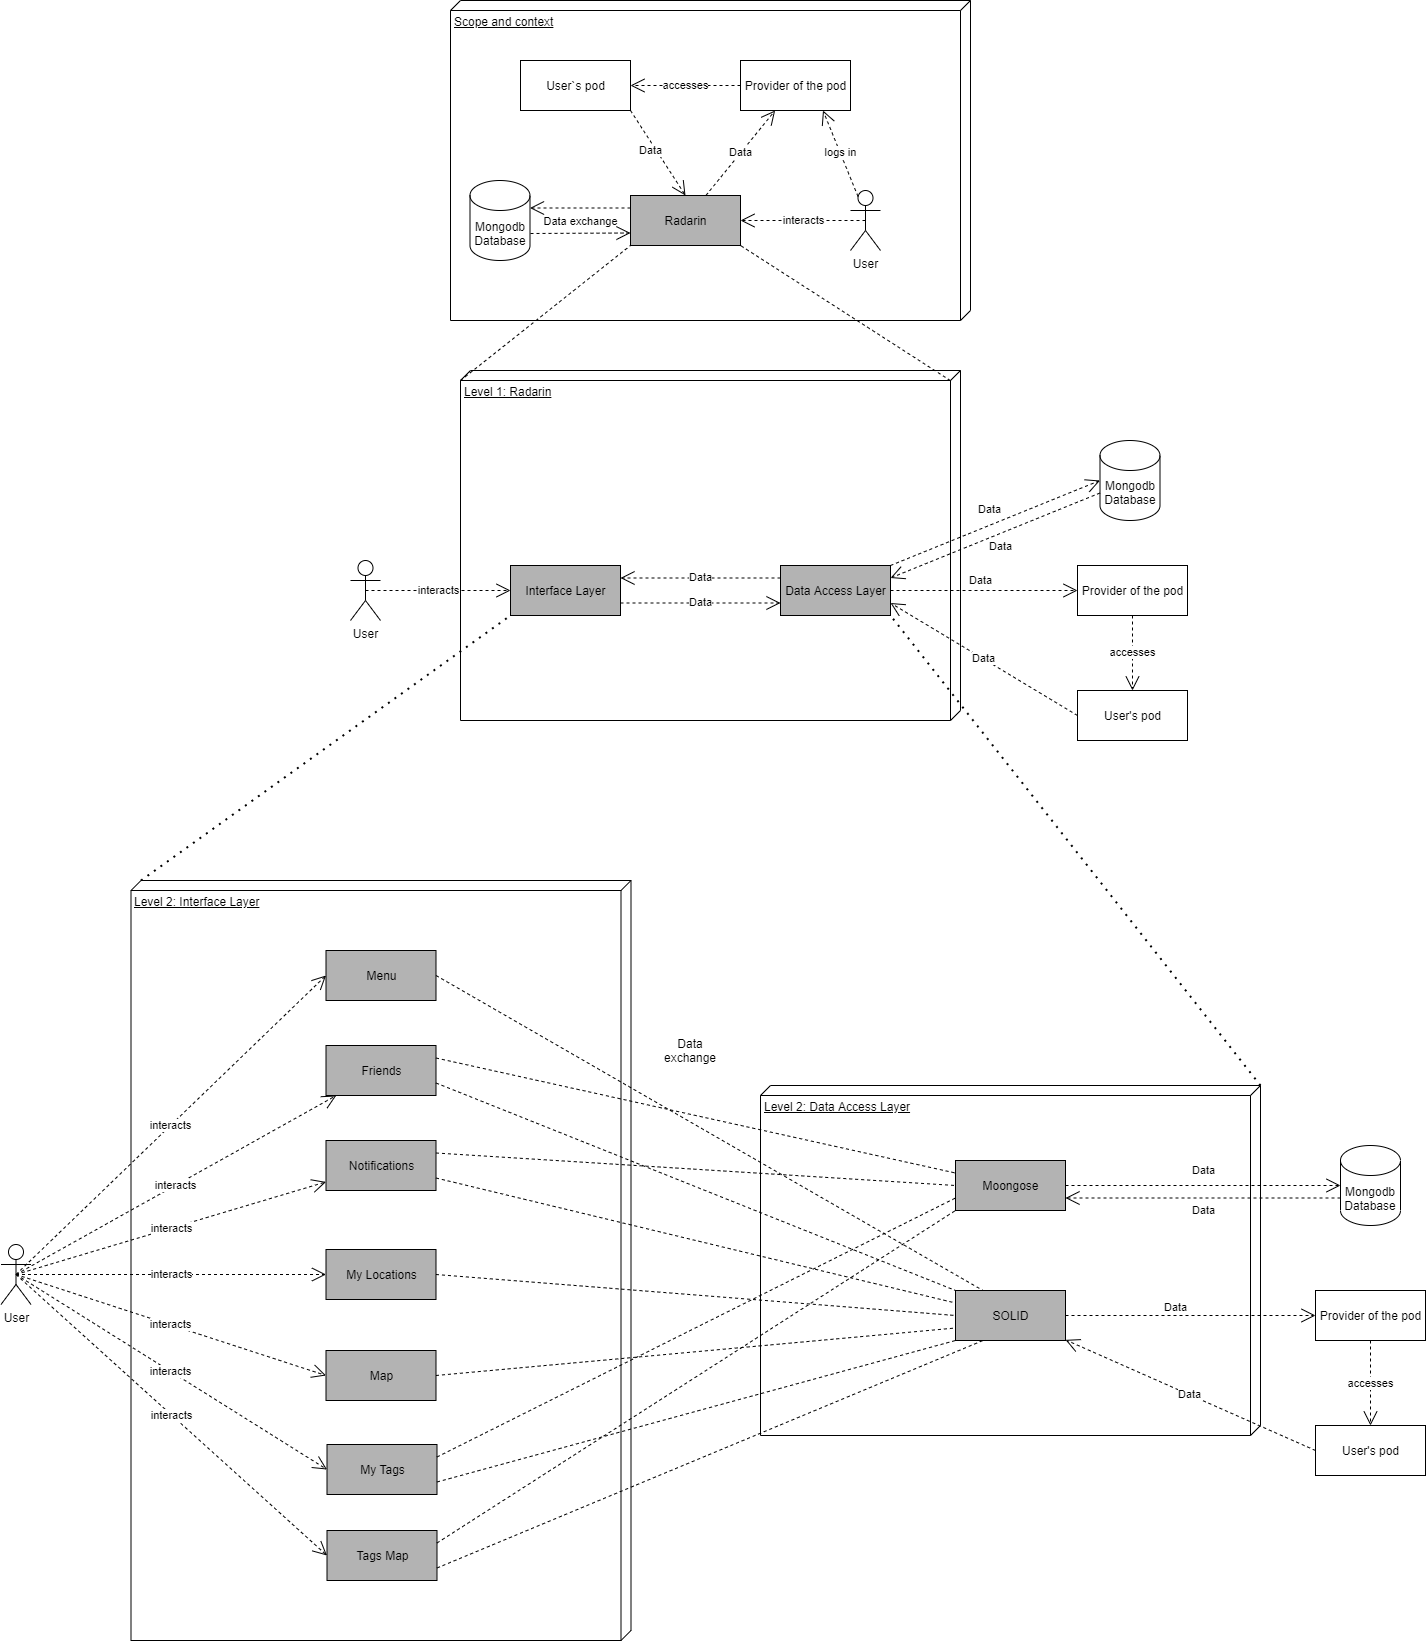 Scope and context
User`s pod
accesses
Provider of the pod
Data
Data
logs in
Mongodb
Database
Data exchange
Radarin
interacts
User
Level 1: Radarin
Mongodb
Database
Data
Data
User
interacts
Interface Layer
Data
Data
Data Access Layer
Data
Provider of the pod
accesses
Data
User's pod
Level 2: Interface Layer
Menu
Friends
Notifications
My Locations
Map
My Tags
Tags Map
interacts
interacts
interacts
interacts
interacts
interacts
interacts
User
Data
exchange
Level 2: Data Access Layer
Moongose
Data
Data
Mongodb
Database
SOLID
Data
Provider of the pod
accesses
Data
User's pod